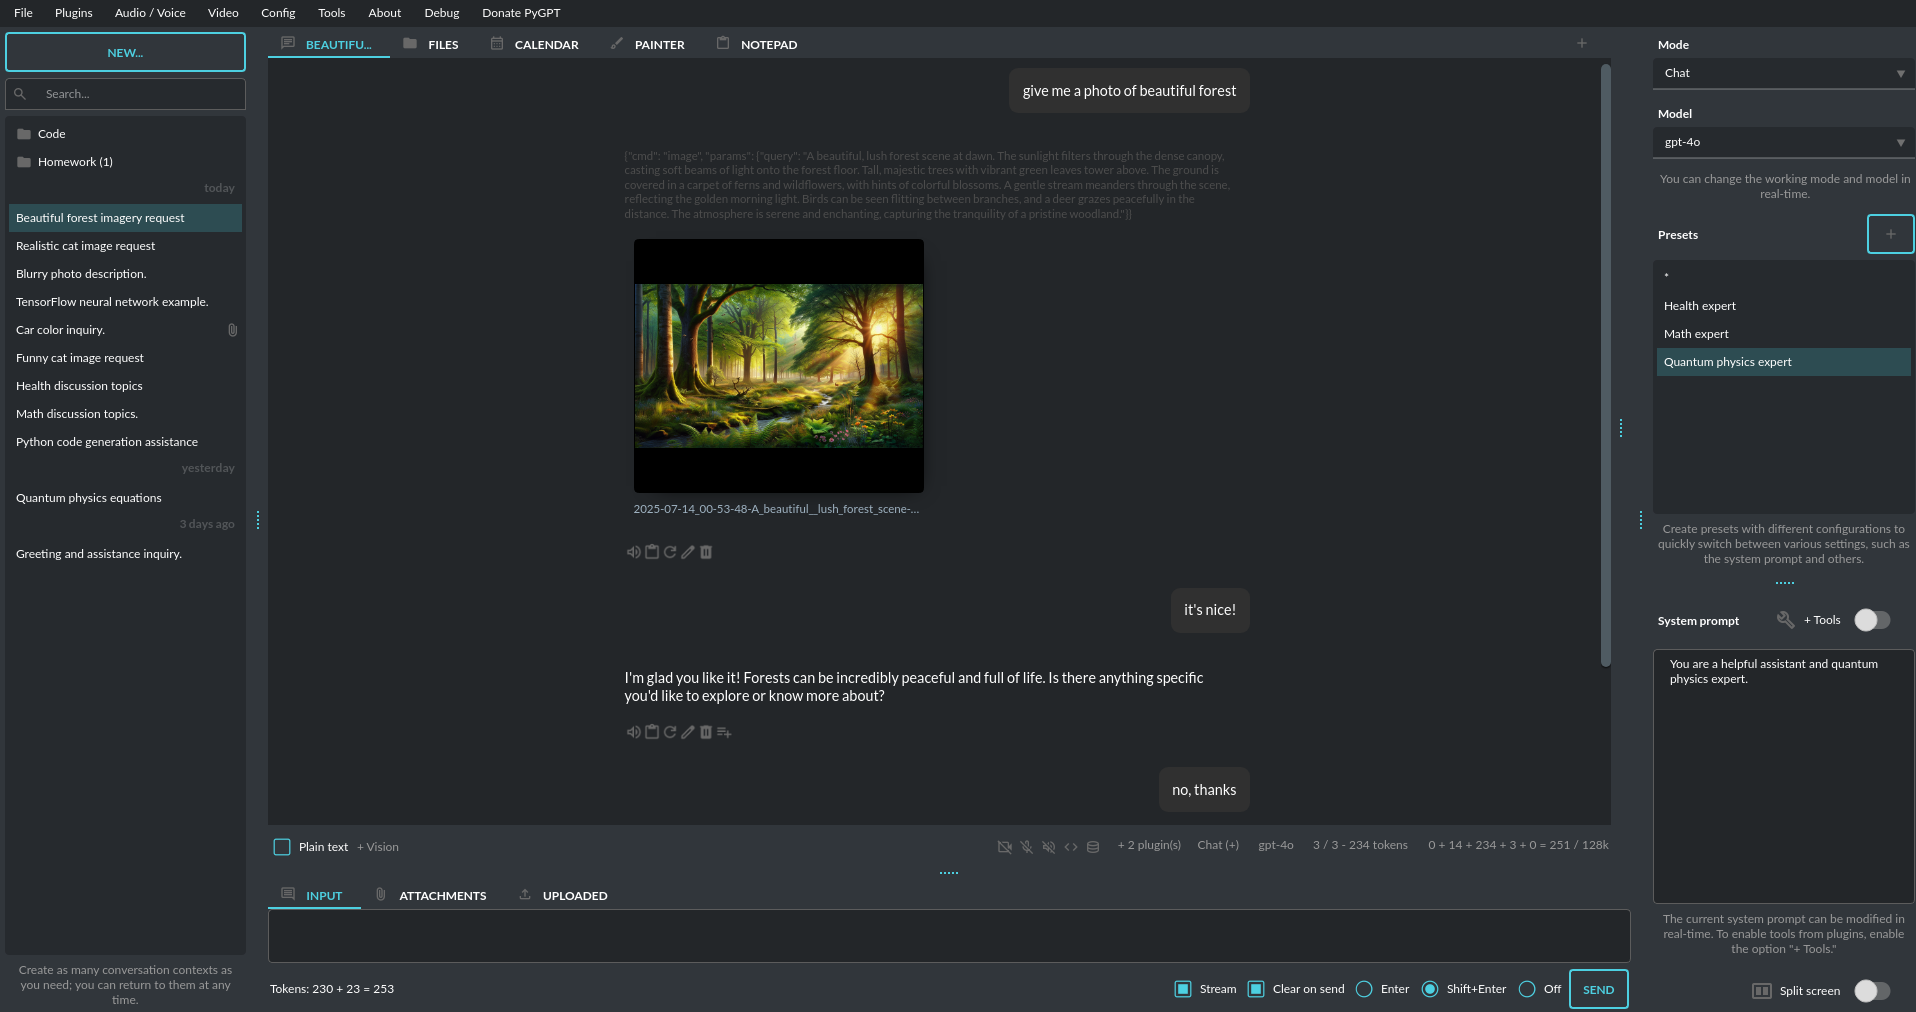 File Plugins Audio / Voice Video Config Tools About Debug Donate PyGPT
NEW...
Search...
Code
Homework (1)
today
Beautiful forest imagery request
Realistic cat image request
Blurry photo description.
TensorFlow neural network example.
Car color inquiry.
Funny cat image request
Health discussion topics
Math discussion topics.
Python code generation assistance
yesterday
Quantum physics equations
3 days ago
Greeting and assistance inquiry.
Create as many conversation contexts as
you need; you can return to them at any
time.
BEAUTIFU... FILES CALENDAR PAINTER NOTEPAD +
give me a photo of beautiful forest
{"cmd": "image", "params": {"query": "A beautiful, lush forest scene at dawn. The sunlight filters through the dense canopy,
casting soft beams of light onto the forest floor. Tall, majestic trees with vibrant green leaves tower above. The ground is
covered in a carpet of ferns and wildflowers, with hints of colorful blossoms. A gentle stream meanders through the scene,
reflecting the golden morning light. Birds can be seen flitting between branches, and a deer grazes peacefully in the
distance. The atmosphere is serene and enchanting, capturing the tranquility of a pristine woodland."}}
2025-07-14_00-53-48-A_beautiful__lush_forest_scene-...
it's nice!
I'm glad you like it! Forests can be incredibly peaceful and full of life. Is there anything specific
you'd like to explore or know more about?
no, thanks
Plain text + Vision
+ 2 plugin(s) Chat (+) gpt-4o 3 / 3 - 234 tokens 0 + 14 + 234 + 3 + 0 = 251 / 128k
INPUT ATTACHMENTS UPLOADED
Tokens: 230 + 23 = 253
Stream Clear on send Enter Shift+Enter Off SEND
Mode
Chat
Model
gpt-4o
You can change the working mode and model in
real-time.
Presets +
*
Health expert
Math expert
Quantum physics expert
Create presets with different configurations to
quickly switch between various settings, such as
the system prompt and others.
System prompt + Tools
You are a helpful assistant and quantum
physics expert.
The current system prompt can be modified in
real-time. To enable tools from plugins, enable
the option "+ Tools."
Split screen